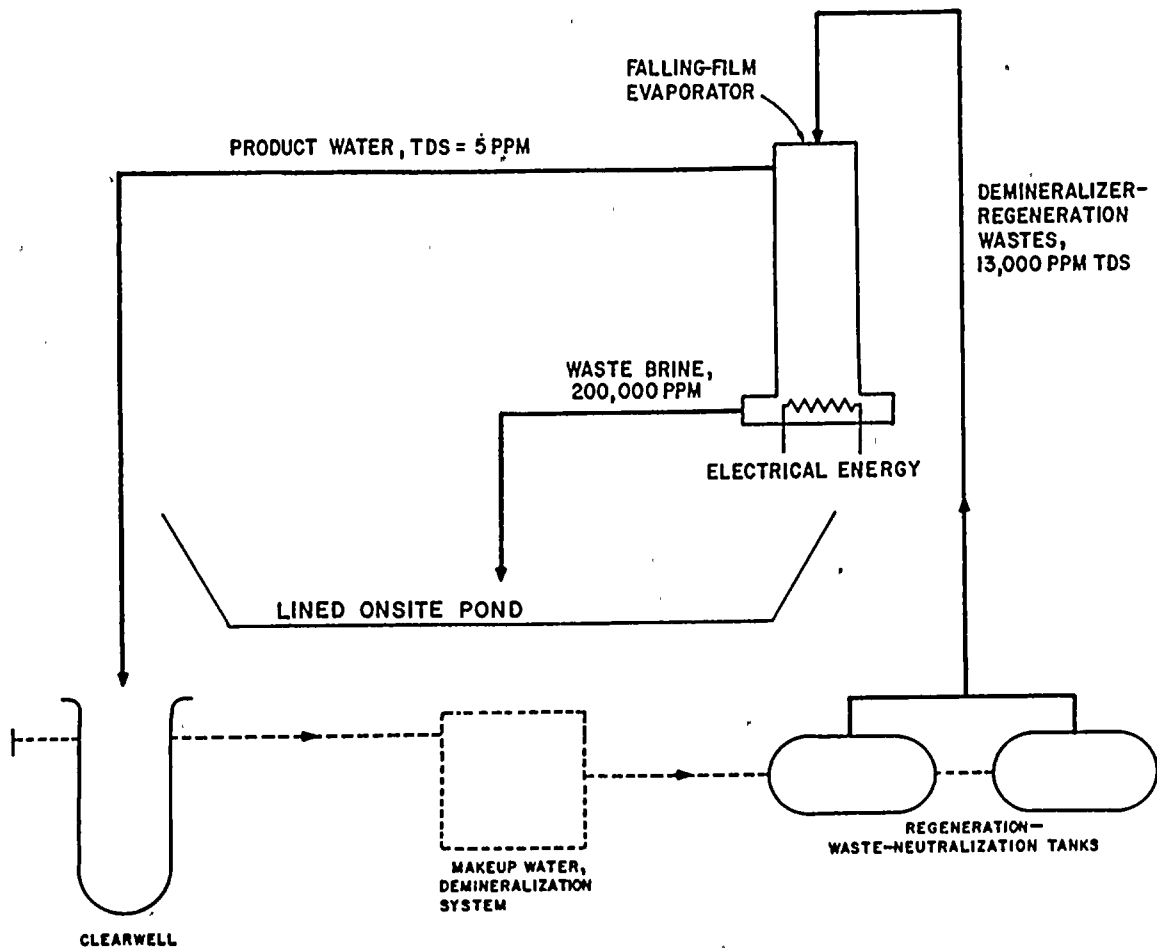 FALLING-FILM
EVAPORATOR
PRODUCT WATER, TDS = 5 PPM
DEMINERALIZER-
REGENERATION
WASTES,
13,000 PPM TDS
WASTE BRINE,
200,000 PPM
ELECTRICAL ENERGY
LINED ONSITE POND
REGENERATION-
WASTE-NEUTRALIZATION TANKS
MAKEUP WATER,
DEMINERALIZATION
SYSTEM
CLEARWELL